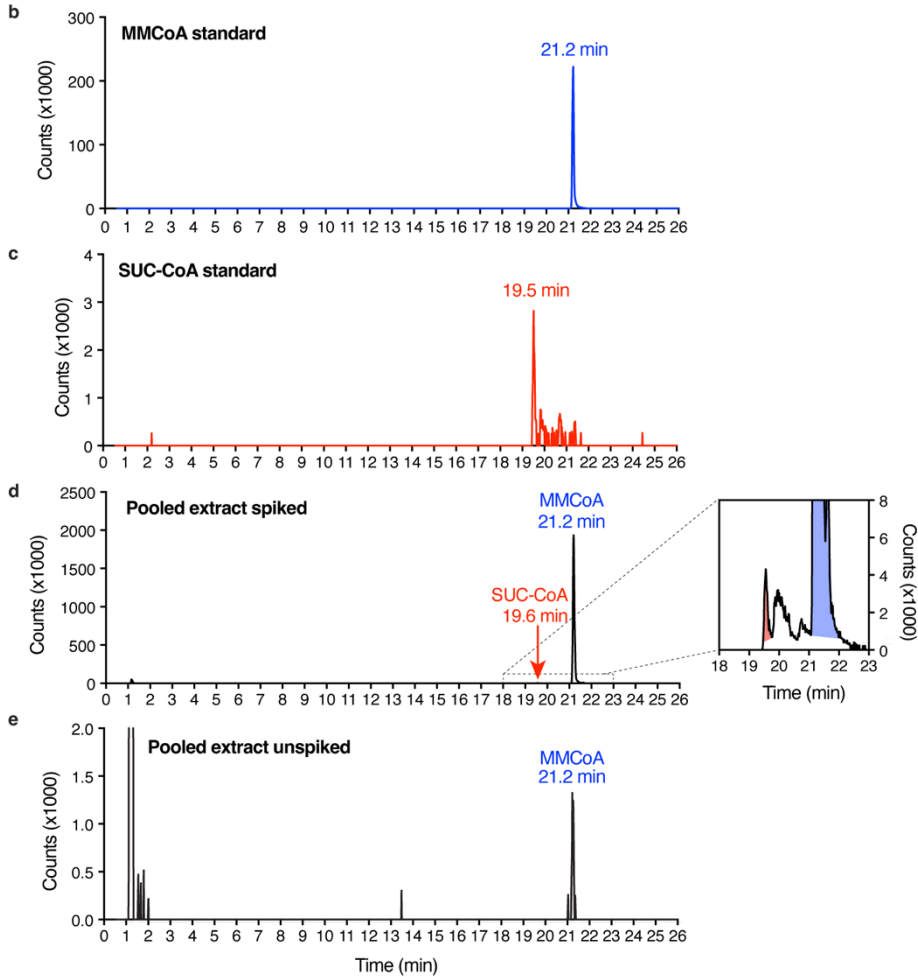 b
MMCoA standard
21.2 min
Counts (x1000)
300
200
100
0
0 1 2 3 4 5 6 7 8 9 10 11 12 13 14 15 16 17 18 19 20 21 22 23 24 25 26
c
SUC-CoA standard
19.5 min
Counts (x1000)
4
3
2
1
0
0 1 2 3 4 5 6 7 8 9 10 11 12 13 14 15 16 17 18 19 20 21 22 23 24 25 26
d
Pooled extract spiked
MMCoA
21.2 min
SUC-CoA
19.6 min
Counts (x1000)
2500
2000
1500
1000
500
0
0 1 2 3 4 5 6 7 8 9 10 11 12 13 14 15 16 17 18 19 20 21 22 23 24 25 26
8
6
4
2
0
Counts (x1000)
18 19 20 21 22 23
Time (min)
e
Pooled extract unspiked
MMCoA
21.2 min
Counts (x1000)
2.0
1.5
1.0
0.5
0.0
0 1 2 3 4 5 6 7 8 9 10 11 12 13 14 15 16 17 18 19 20 21 22 23 24 25 26
Time (min)